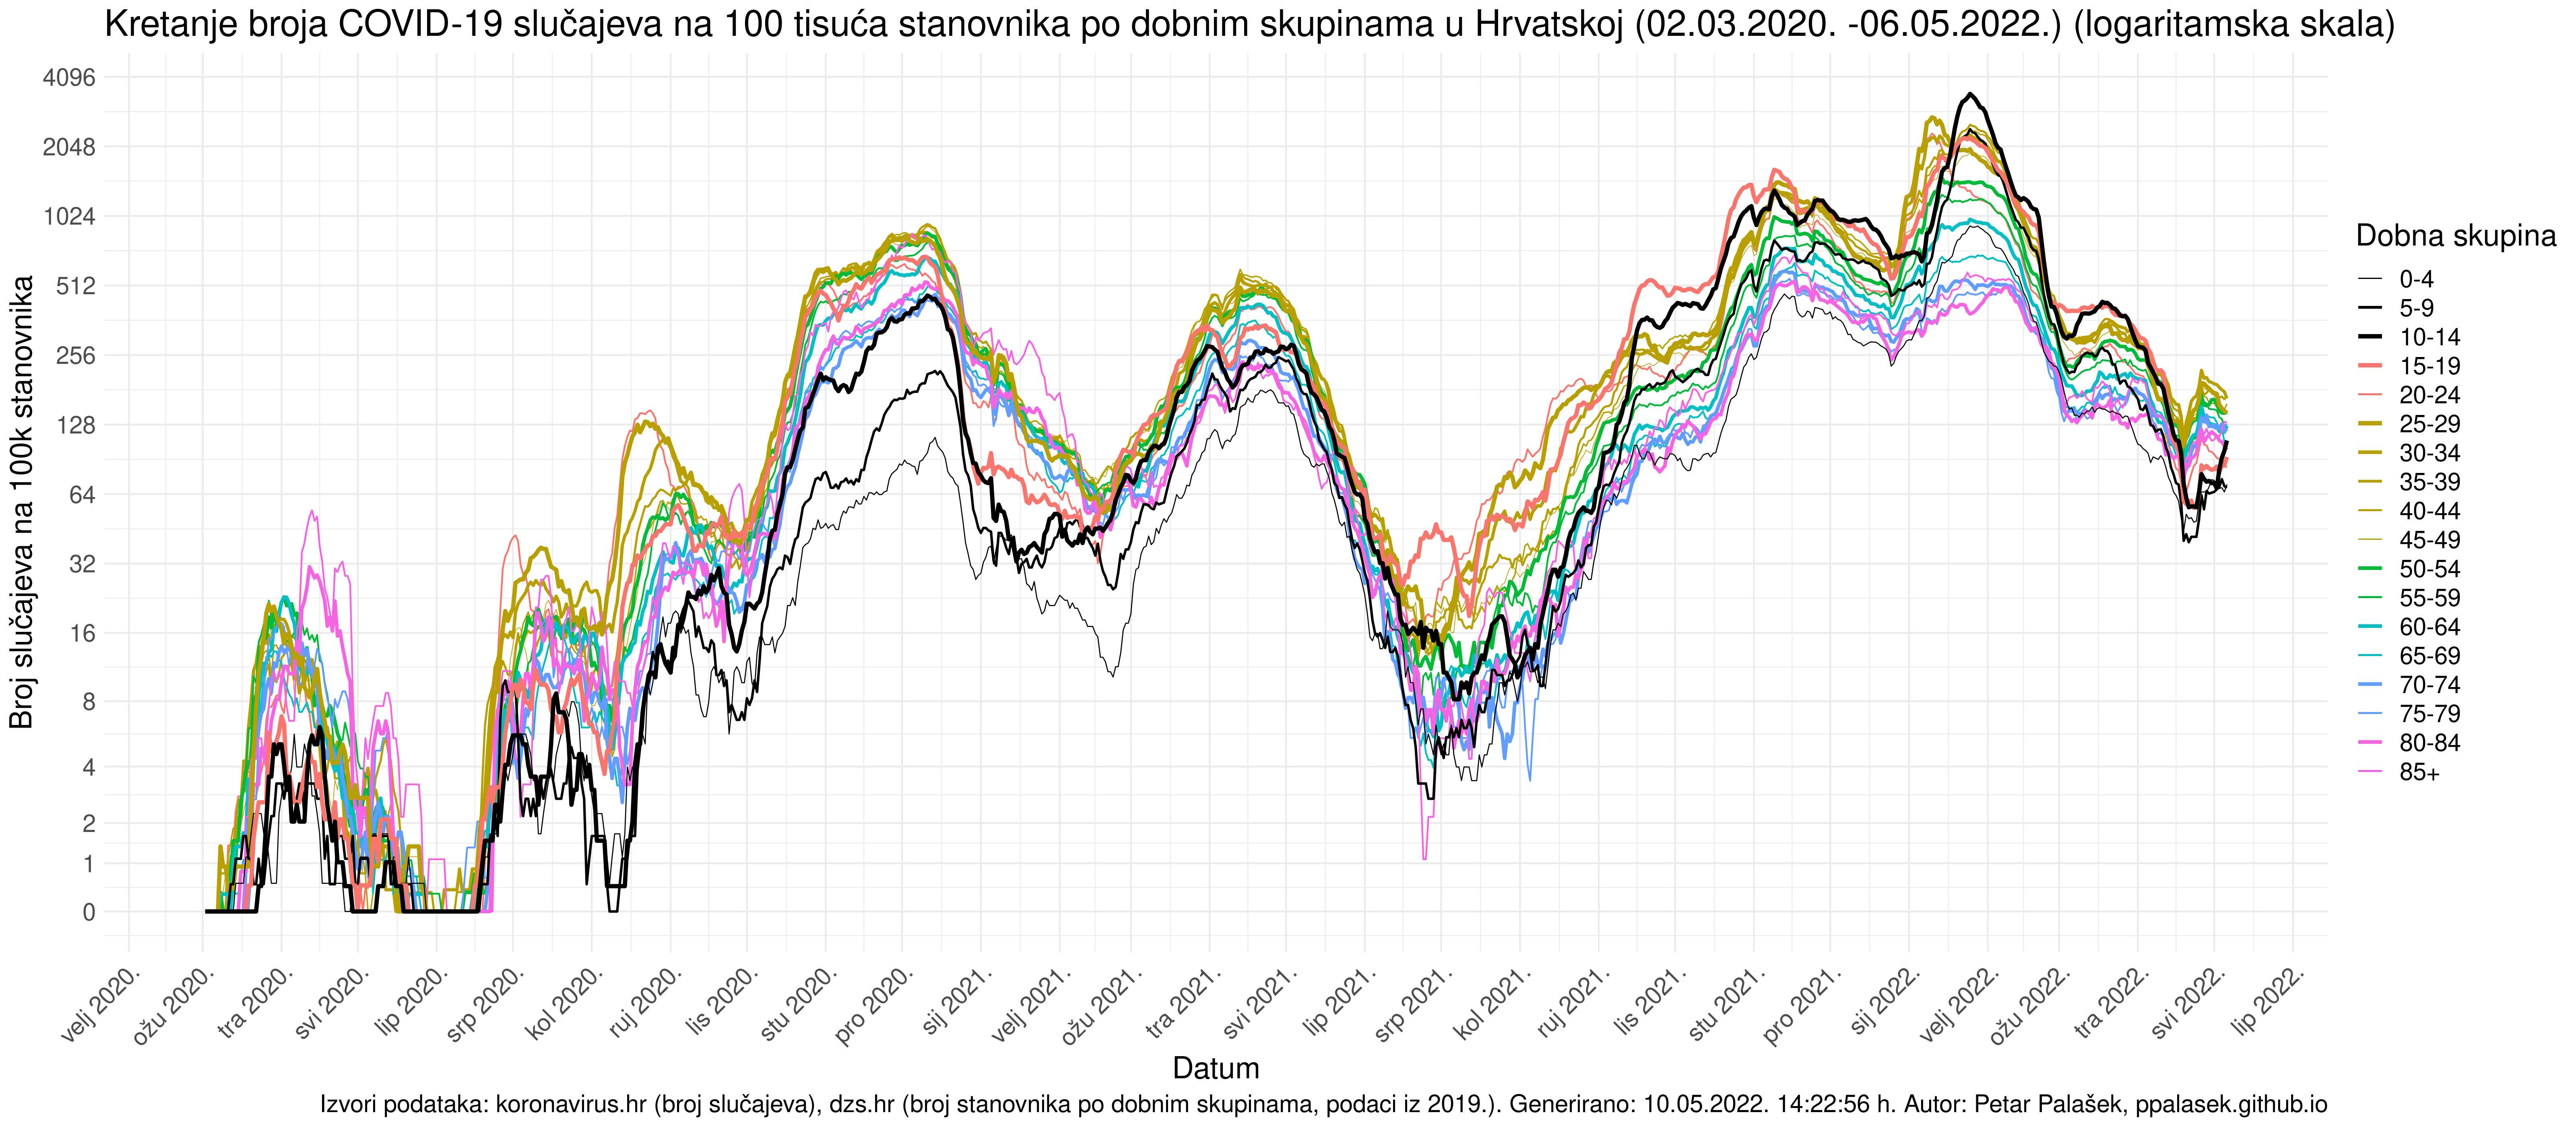 Kretanje broja COVID-19 slučajeva na 100 tisuća stanovnika po dobnim skupinama u Hrvatskoj (02.03.2020. -06.05.2022.) (logaritamska skala)
Broj slučajeva na 100k stanovnika
4096
2048
1024
512
256
128
64
32
16
8
4
2
1
0
velj 2020.
ožu 2020.
tra 2020.
svi 2020.
lip 2020.
srp 2020.
kol 2020.
ruj 2020.
lis 2020.
stu 2020.
pro 2020.
sij 2021.
velj 2021.
ožu 2021.
tra 2021.
svi 2021.
lip 2021.
srp 2021.
kol 2021.
ruj 2021.
lis 2021.
stu 2021.
pro 2021.
sij 2022.
velj 2022.
ožu 2022.
tra 2022.
svi 2022.
lip 2022.
Datum
Dobna skupina
0-4
5-9
10-14
15-19
20-24
25-29
30-34
35-39
40-44
45-49
50-54
55-59
60-64
65-69
70-74
75-79
80-84
85+
Izvori podataka: koronavirus.hr (broj slučajeva), dzs.hr (broj stanovnika po dobnim skupinama, podaci iz 2019.). Generirano: 10.05.2022. 14:22:56 h. Autor: Petar Palašek, ppalasek.github.io